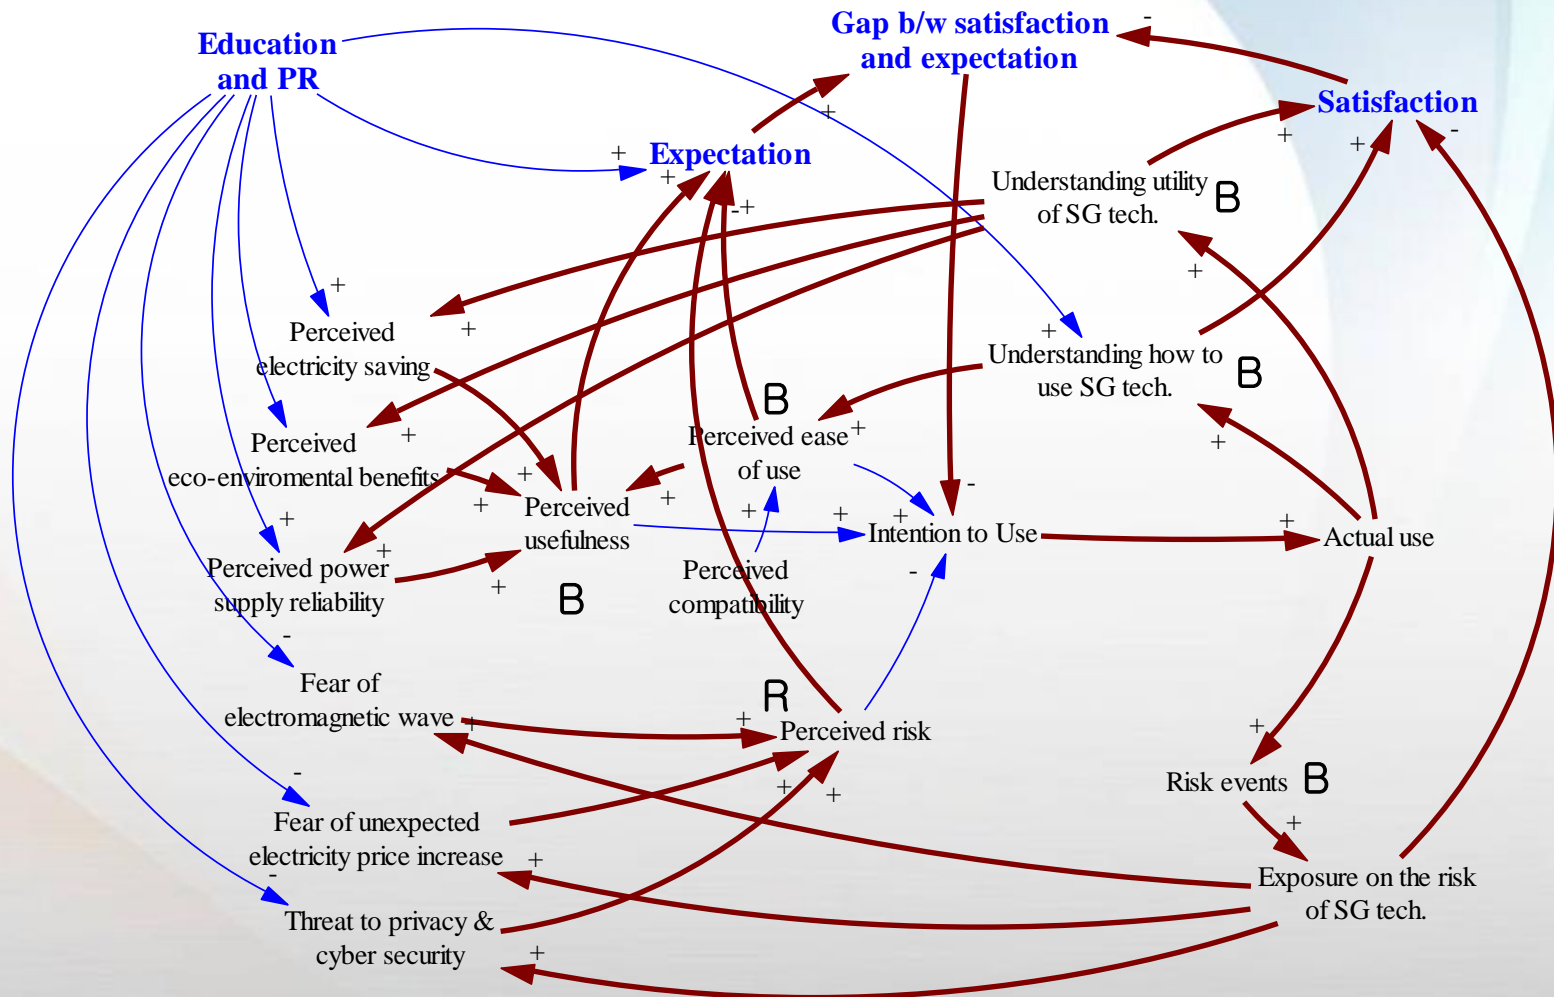 Education
and PR
Gap b/w satisfaction
and expectation
-
Satisfaction
+
+
+
-
Expectation
+
+
-+
Understanding utility
of SG tech.
B
+
+
+
Perceived
electricity saving
+
Understanding how to
use SG tech.
B
B
Perceived ease
of use
+
+
Perceived
eco-enviromental benefits
+
+
+
+
-
Perceived
usefulness
+
+
+
Intention to Use
+
Actual use
+
+
Perceived power
supply reliability
+
B
Perceived
compatibility
-
-
Fear of
electromagnetic wave
+
+
R
Perceived risk
+
Risk events
B
-
+
+
Fear of unexpected
electricity price increase
+
+
Exposure on the risk
of SG tech.
-
Threat to privacy &
cyber security
+